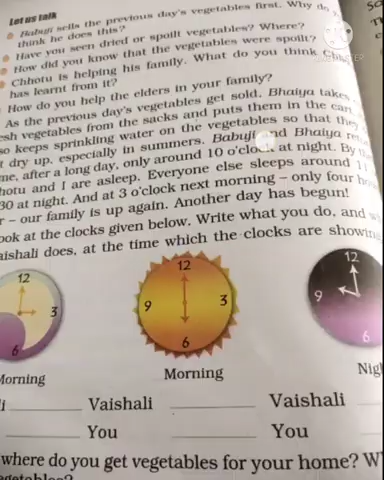 Let us talk
Babuji sells the previous day's vegetables first. Why do
think he does this?
Have you seen dried or spoilt vegetables? Where?
How did you know that the vegetables were spoilt?
Chhotu is helping his family. What do you think Chh
has learnt from it?
How do you help the elders in your family?
As the previous day's vegetables get sold, Bhaiya takes
esh vegetables from the sacks and puts them in the cart.
so keeps sprinkling water on the vegetables so that they
t dry up, especially in summers. Babuji and Bhaiya re
me, after a long day, only around 10 o'clock at night. By
hotu and I are asleep. Everyone else sleeps around 1
30 at night. And at 3 o'clock next morning – only four ho
r – our family is up again. Another day has begun!
ook at the clocks given below. Write what you do, and w
aishali does, at the time which the clocks are showing
12 3 6
12 3 6 9
12 9 6
Morning Morning Nig
i Vaishali Vaishali
You You
where do you get vegetables for your home? W